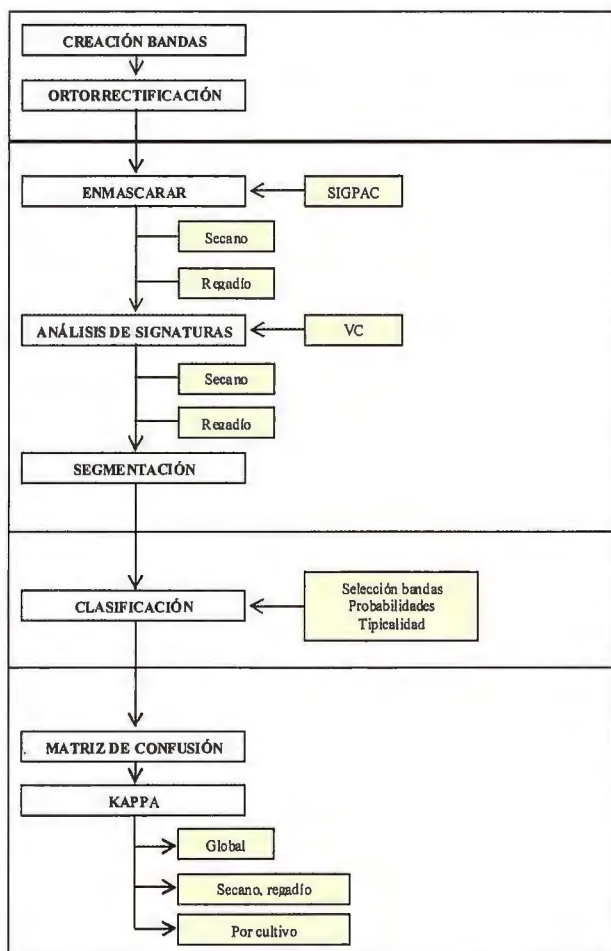 CREACIÓN BANDAS
ORTORRECTIFICACIÓN
ENMASCARAR
SIGPAC
Secano
Regadío
ANÁLISIS DE SIGNATURAS
VC
Secano
Regadío
SEGMENTACIÓN
CLASIFICACIÓN
Selección bandas
Probabilidades
Tipicalidad
MATRIZ DE CONFUSIÓN
KAPPA
Global
Secano, regadío
Por cultivo